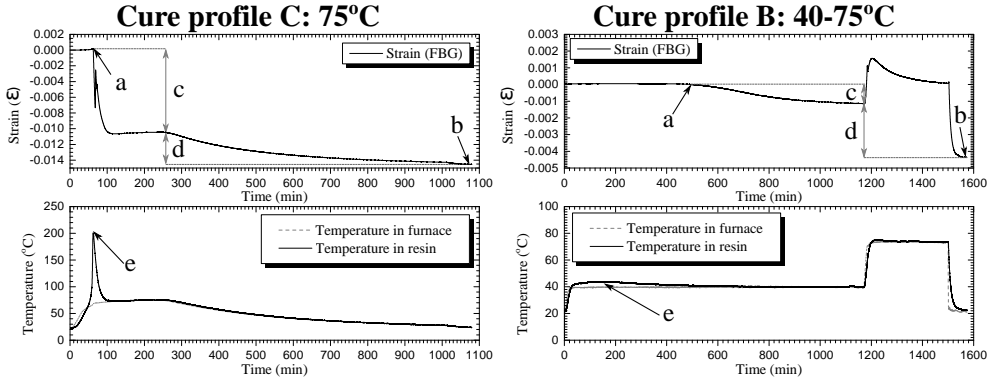 Cure profile C: 75°C
0.002
0.000
-0.002
-0.004
-0.006
-0.008
-0.010
-0.012
-0.014
Strain (ε)
Strain (FBG)
a
c
d
b
0 100 200 300 400 500 600 700 800 900 1000 1100
Time (min)
250
200
150
100
50
0
Temperature (°C)
Temperature in furnace
Temperature in resin
e
0 100 200 300 400 500 600 700 800 900 1000 1100
Time (min)
Cure profile B: 40-75°C
0.003
0.002
0.001
0.000
-0.001
-0.002
-0.003
-0.004
-0.005
Strain (ε)
Strain (FBG)
a
c
d
b
0 200 400 600 800 1000 1200 1400 1600
Time (min)
100
80
60
40
20
0
Temperature (°C)
Temperature in furnace
Temperature in resin
e
0 200 400 600 800 1000 1200 1400 1600
Time (min)